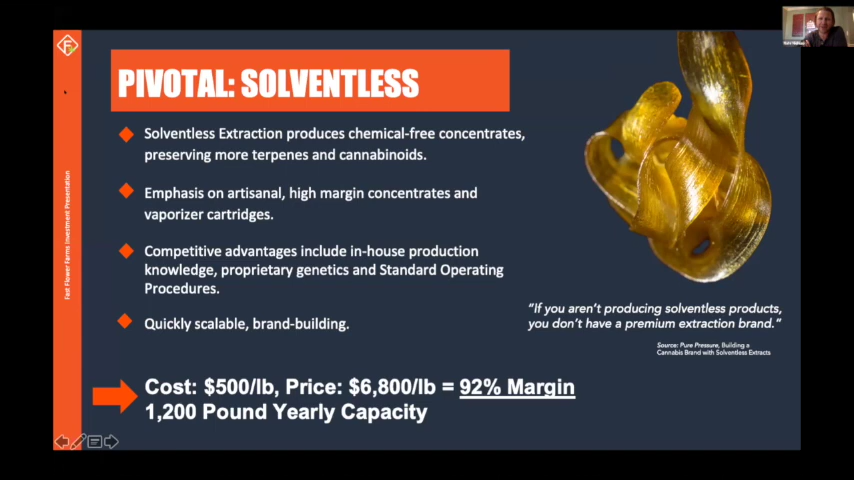 PIVOTAL: SOLVENTLESS
Solventless Extraction produces chemical-free concentrates,
preserving more terpenes and cannabinoids.
Emphasis on artisanal, high margin concentrates and
vaporizer cartridges.
Competitive advantages include in-house production
knowledge, proprietary genetics and Standard Operating
Procedures.
Quickly scalable, brand-building.
"If you aren't producing solventless products,
you don't have a premium extraction brand."
Source: Pure Pressure, Building a
Cannabis Brand with Solventless Extracts
Cost: $500/lb, Price: $6,800/lb = 92% Margin
1,200 Pound Yearly Capacity
Fast Flower Farms Investment Presentation